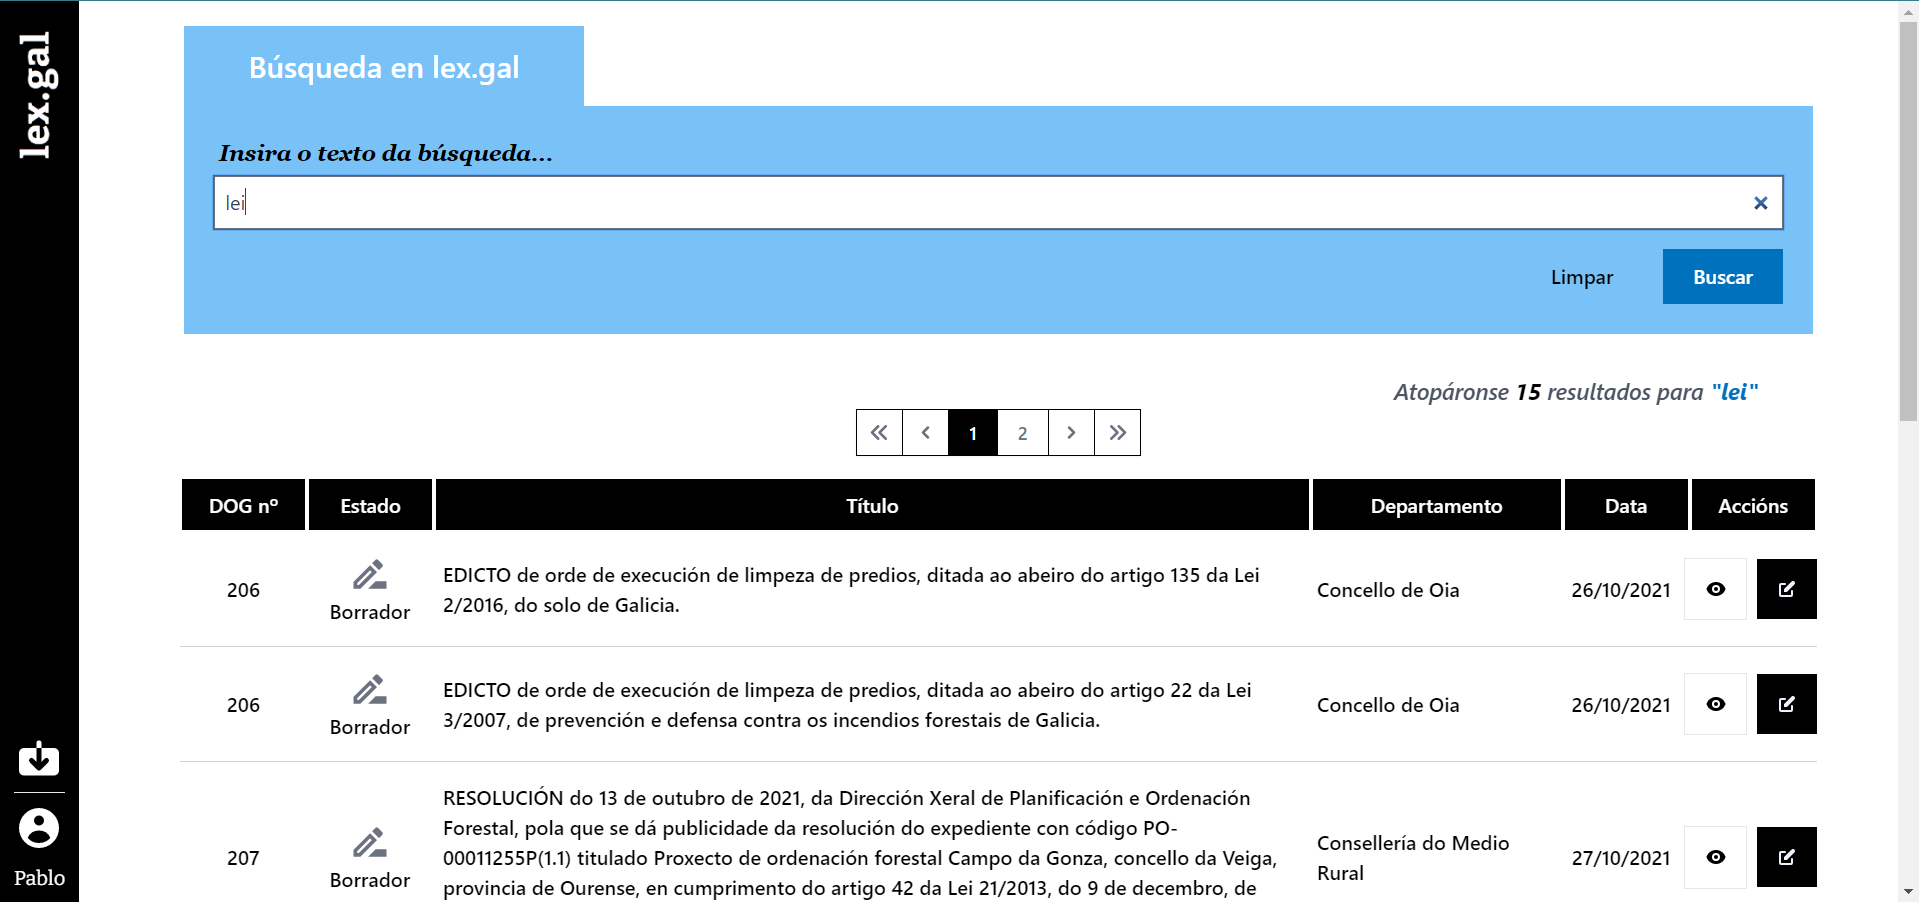 lex.gal
Búsqueda en lex.gal
Insira o texto da búsqueda...
lei
Limpar
Buscar
Atopáronse 15 resultados para "lei"
1 2
DOG nº Estado Título Departamento Data Accións
206
Borrador
EDICTO de orde de execución de limpeza de predios, ditada ao abeiro do artigo 135 da Lei
2/2016, do solo de Galicia.
Concello de Oia
26/10/2021
206
Borrador
EDICTO de orde de execución de limpeza de predios, ditada ao abeiro do artigo 22 da Lei
3/2007, de prevención e defensa contra os incendios forestais de Galicia.
Concello de Oia
26/10/2021
207
Borrador
RESOLUCIÓN do 13 de outubro de 2021, da Dirección Xeral de Planificación e Ordenación
Forestal, pola que se dá publicidade da resolución do expediente con código PO-
00011255P(1.1) titulado Proxecto de ordenación forestal Campo da Gonza, concello da Veiga,
provincia de Ourense, en cumprimento do artigo 42 da Lei 21/2013, do 9 de decembro, de
Consellería do Medio
Rural
27/10/2021
Pablo